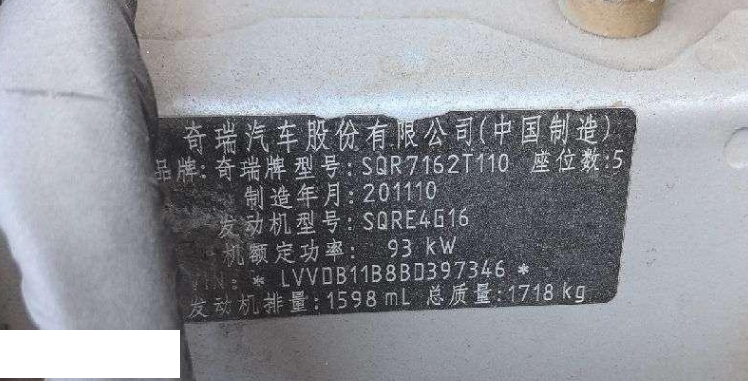 奇瑞汽车股份有限公司(中国制造)
品牌:奇瑞牌 型号:SQR7162T110 座位数:5
制造年月:201110
发动机型号:SQRE4G16
机额定功率: 93 kW
VIN: * LVVDB11B8BD397346 *
发动机排量:1598 mL 总质量:1718 kg